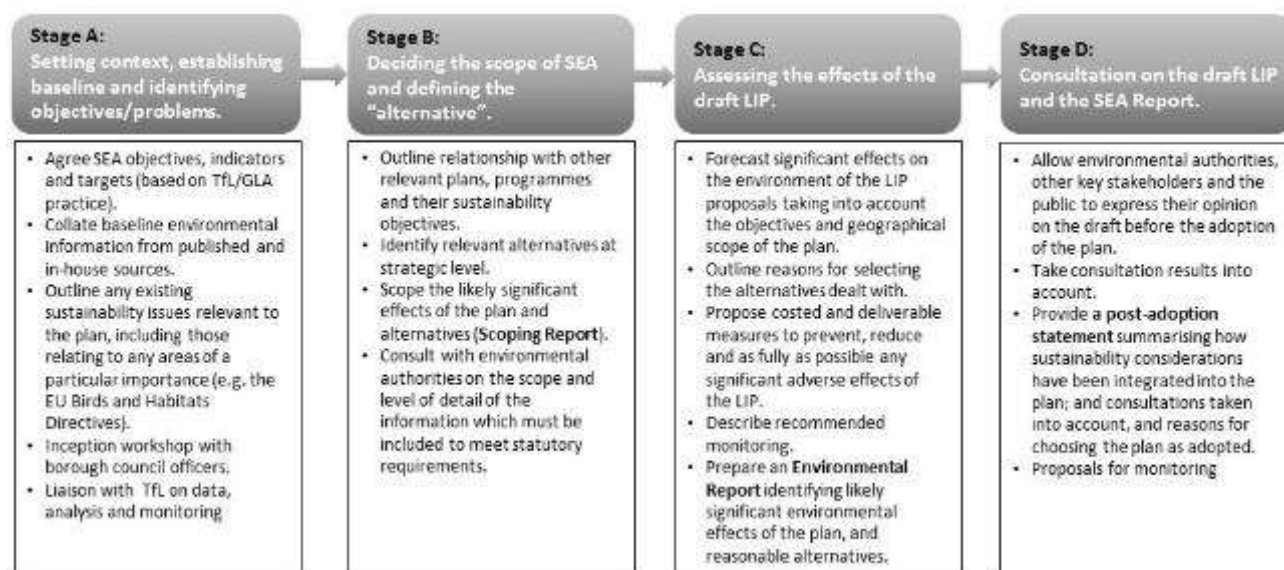 Stage A:
Setting context, establishing
baseline and identifying
objectives/problems.
• Agree SEA objectives, indicators
and targets (based on TfL/GLA
practice).
• Collate baseline environmental
information from published and
in-house sources.
• Outline any existing
sustainability issues relevant to
the plan, including those
relating to any areas of a
particular importance (e.g. the
EU Birds and Habitats
Directives).
• Inception workshop with
borough council officers.
• Liaison with TfL on data,
analysis and monitoring
Stage B:
Deciding the scope of SEA
and defining the
“alternative”.
• Outline relationship with other
relevant plans, programmes
and their sustainability
objectives.
• Identify relevant alternatives at
strategic level.
• Scope the likely significant
effects of the plan and
alternatives (Scoping Report).
• Consult with environmental
authorities on the scope and
level of detail of the
information which must be
included to meet statutory
requirements.
Stage C:
Assessing the effects of the
draft LIP.
• Forecast significant effects on
the environment of the LIP
proposals taking into account
the objectives and geographical
scope of the plan.
• Outline reasons for selecting
the alternatives dealt with.
• Propose costed and deliverable
measures to prevent, reduce
and as fully as possible any
significant adverse effects of
the LIP.
• Describe recommended
monitoring.
• Prepare an Environmental
Report identifying likely
significant environmental
effects of the plan, and
reasonable alternatives.
Stage D:
Consultation on the draft LIP
and the SEA Report.
• Allow environmental authorities,
other key stakeholders and the
public to express their opinion
on the draft before the adoption
of the plan.
• Take consultation results into
account.
• Provide a post-adoption
statement summarising how
sustainability considerations
have been integrated into the
plan; and consultations taken
into account, and reasons for
choosing the plan as adopted.
• Proposals for monitoring